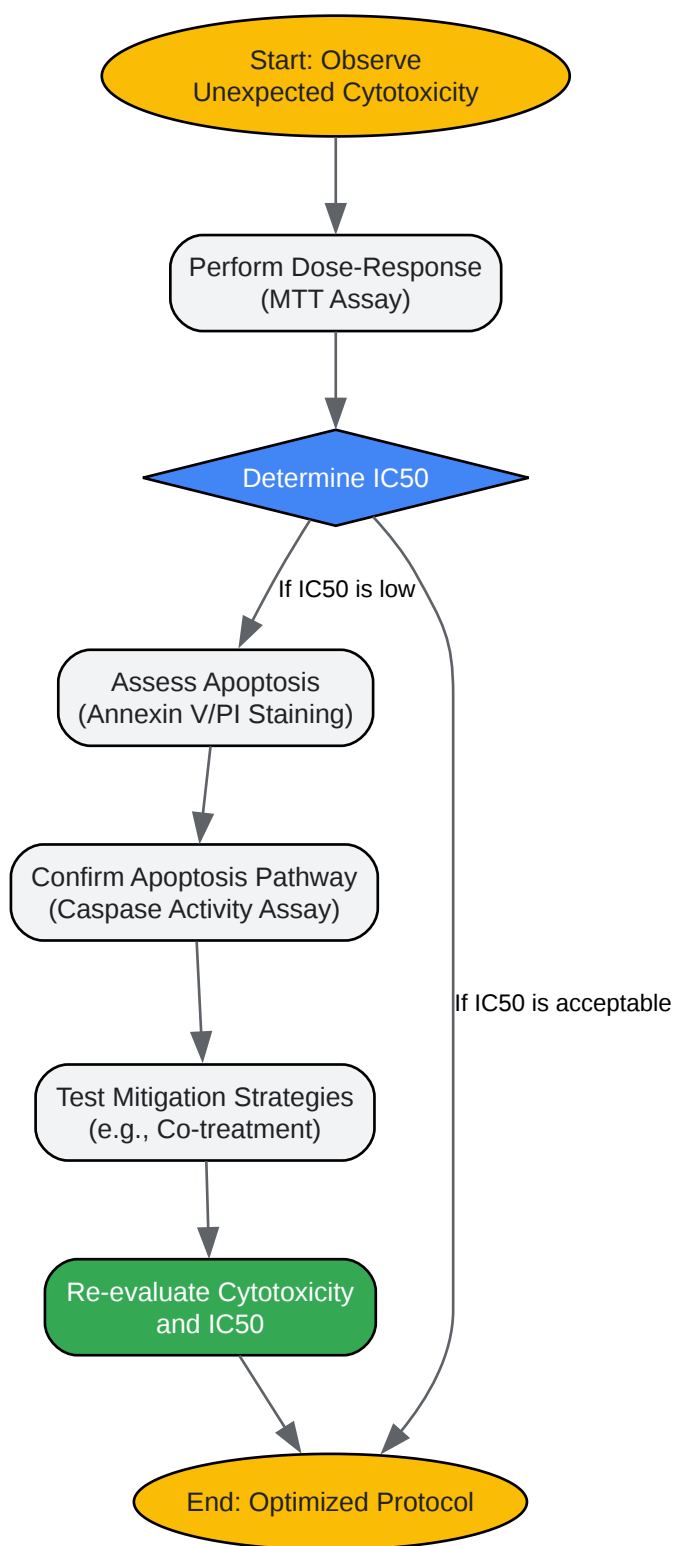 Start: Observe
Unexpected Cytotoxicity
Perform Dose-Response
(MTT Assay)
Determine IC50
If IC50 is low
Assess Apoptosis
(Annexin V/PI Staining)
Confirm Apoptosis Pathway
(Caspase Activity Assay)
If IC50 is acceptable
Test Mitigation Strategies
(e.g., Co-treatment)
Re-evaluate Cytotoxicity
and IC50
End: Optimized Protocol